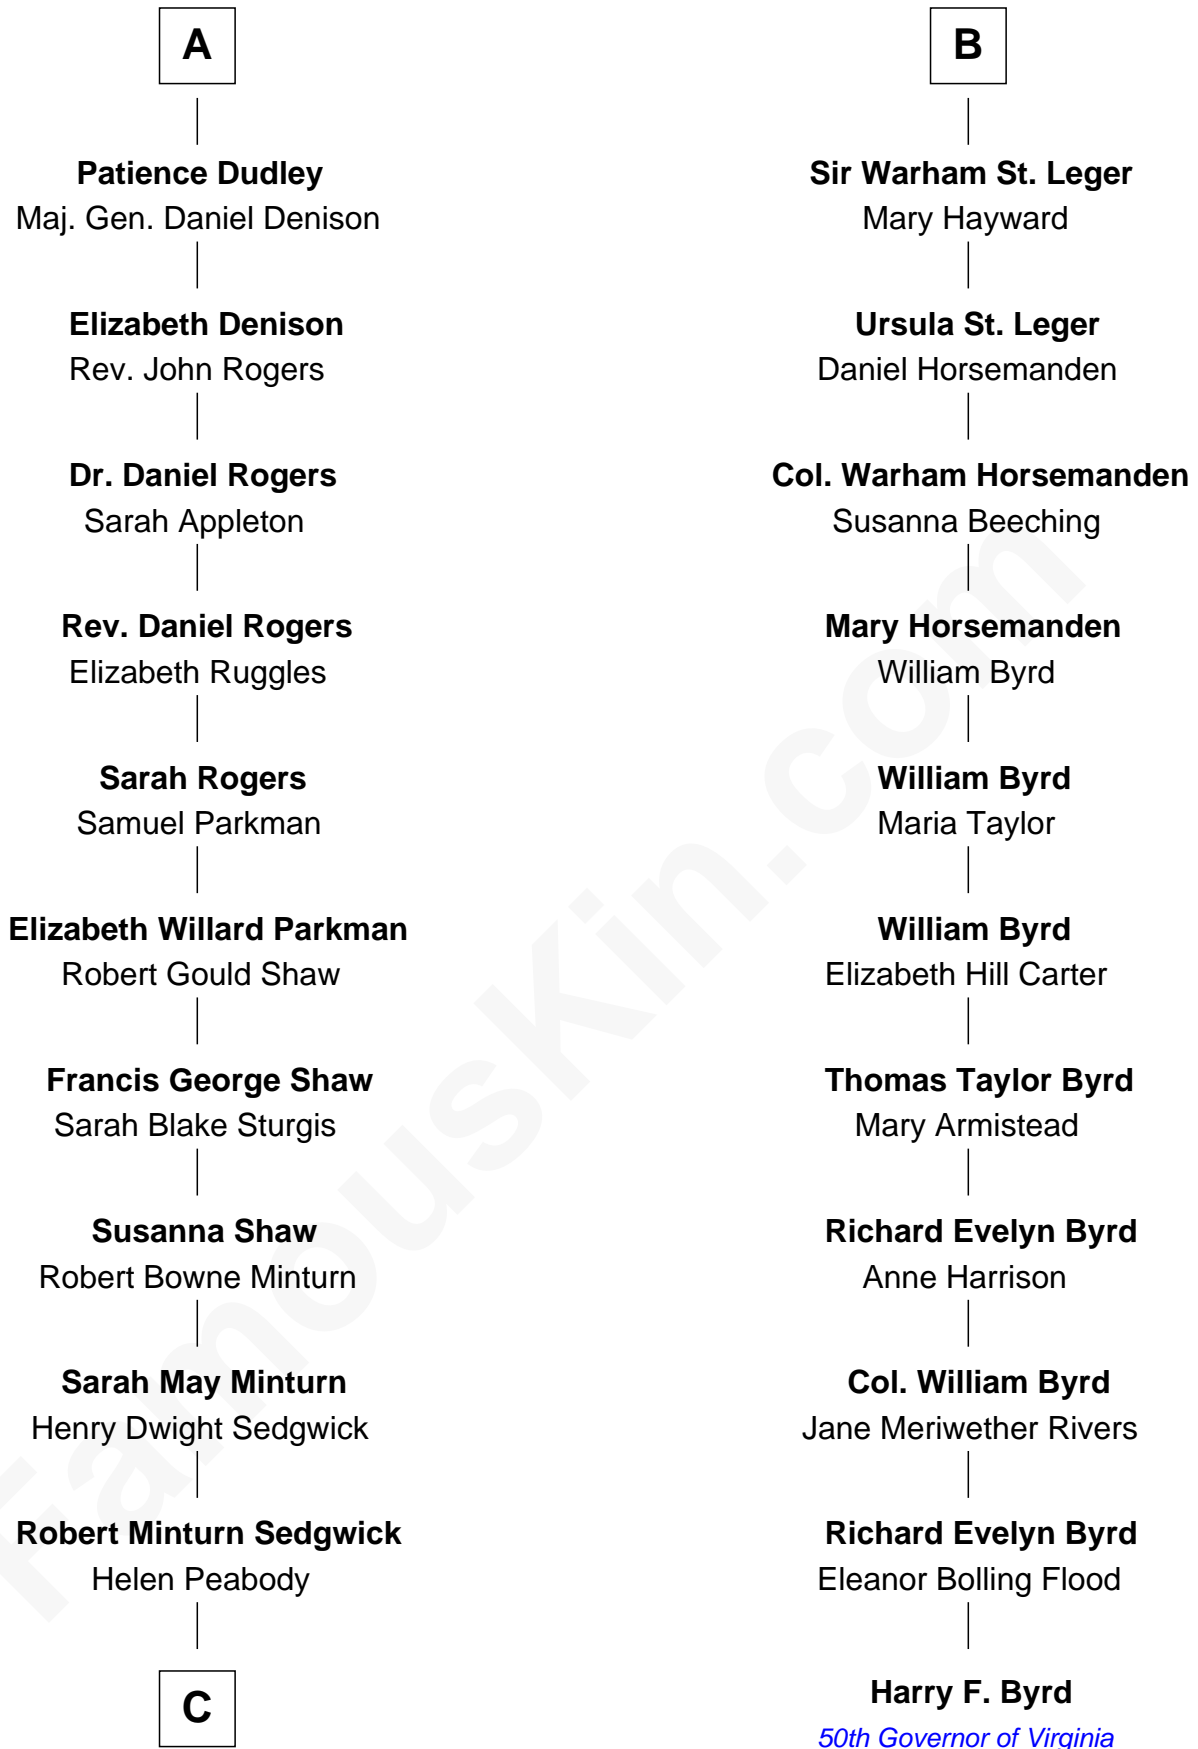 A
Patience Dudley
Maj. Gen. Daniel Denison
Elizabeth Denison
Rev. John Rogers
Dr. Daniel Rogers
Sarah Appleton
Rev. Daniel Rogers
Elizabeth Ruggles
Sarah Rogers
Samuel Parkman
Elizabeth Willard Parkman
Robert Gould Shaw
Francis George Shaw
Sarah Blake Sturgis
Susanna Shaw
Robert Bowne Minturn
Sarah May Minturn
Henry Dwight Sedgwick
Robert Minturn Sedgwick
Helen Peabody
C
B
Sir Warham St. Leger
Mary Hayward
Ursula St. Leger
Daniel Horsemanden
Col. Warham Horsemanden
Susanna Beeching
Mary Horsemanden
William Byrd
William Byrd
Maria Taylor
William Byrd
Elizabeth Hill Carter
Thomas Taylor Byrd
Mary Armistead
Richard Evelyn Byrd
Anne Harrison
Col. William Byrd
Jane Meriwether Rivers
Richard Evelyn Byrd
Eleanor Bolling Flood
Harry F. Byrd
50th Governor of Virginia
FamousKin.com